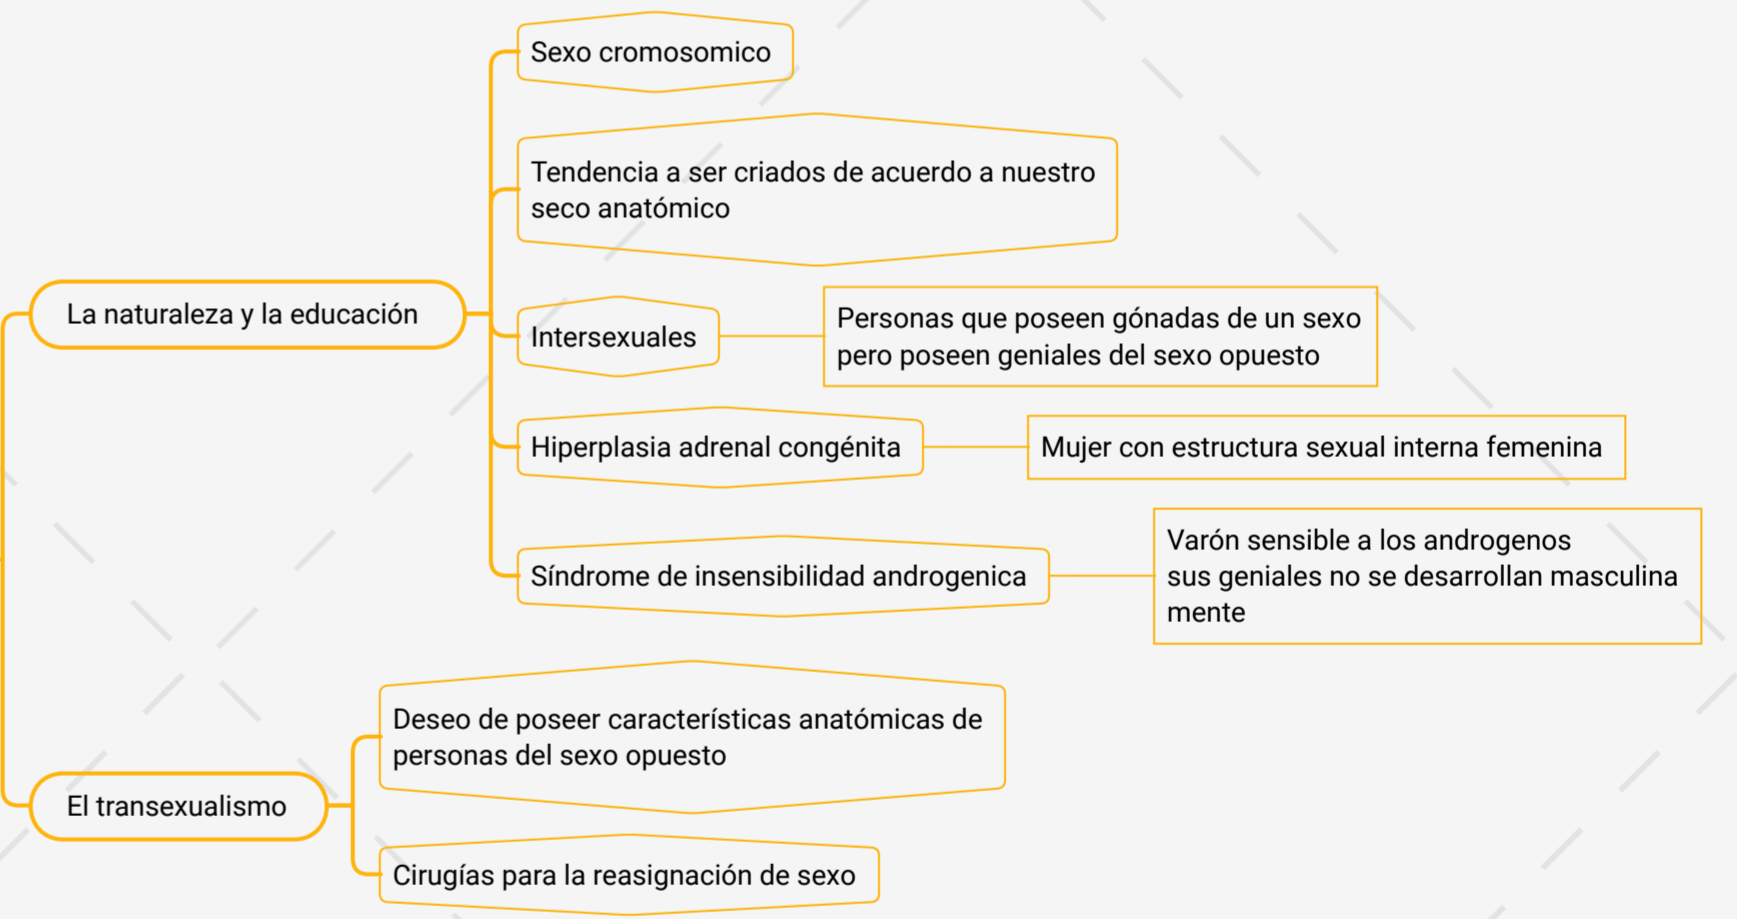 Sexo cromosomico
Tendencia a ser criados de acuerdo a nuestro
seco anatómico
La naturaleza y la educación
Intersexuales
Personas que poseen gónadas de un sexo
pero poseen geniales del sexo opuesto
Hiperplasia adrenal congénita
Mujer con estructura sexual interna femenina
Síndrome de insensibilidad androgenica
Varón sensible a los androgenos
sus geniales no se desarrollan masculina
mente
El transexualismo
Deseo de poseer características anatómicas de
personas del sexo opuesto
Cirugías para la reasignación de sexo